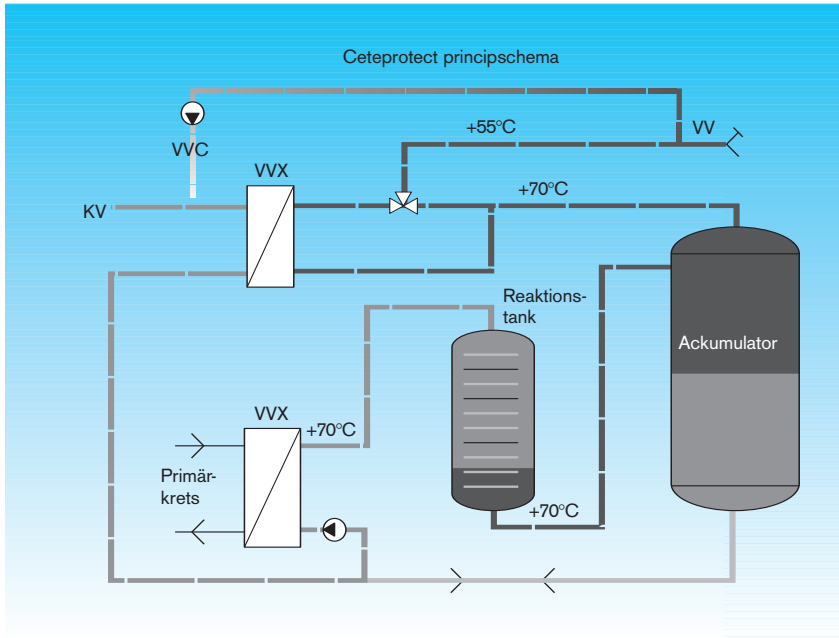 Ceteprotect principschema
+55°C
VV
VVC
VVX
+70°C
KV
Reaktions-
tank
Ackumulator
VVX
+70°C
Primär-
krets
+70°C